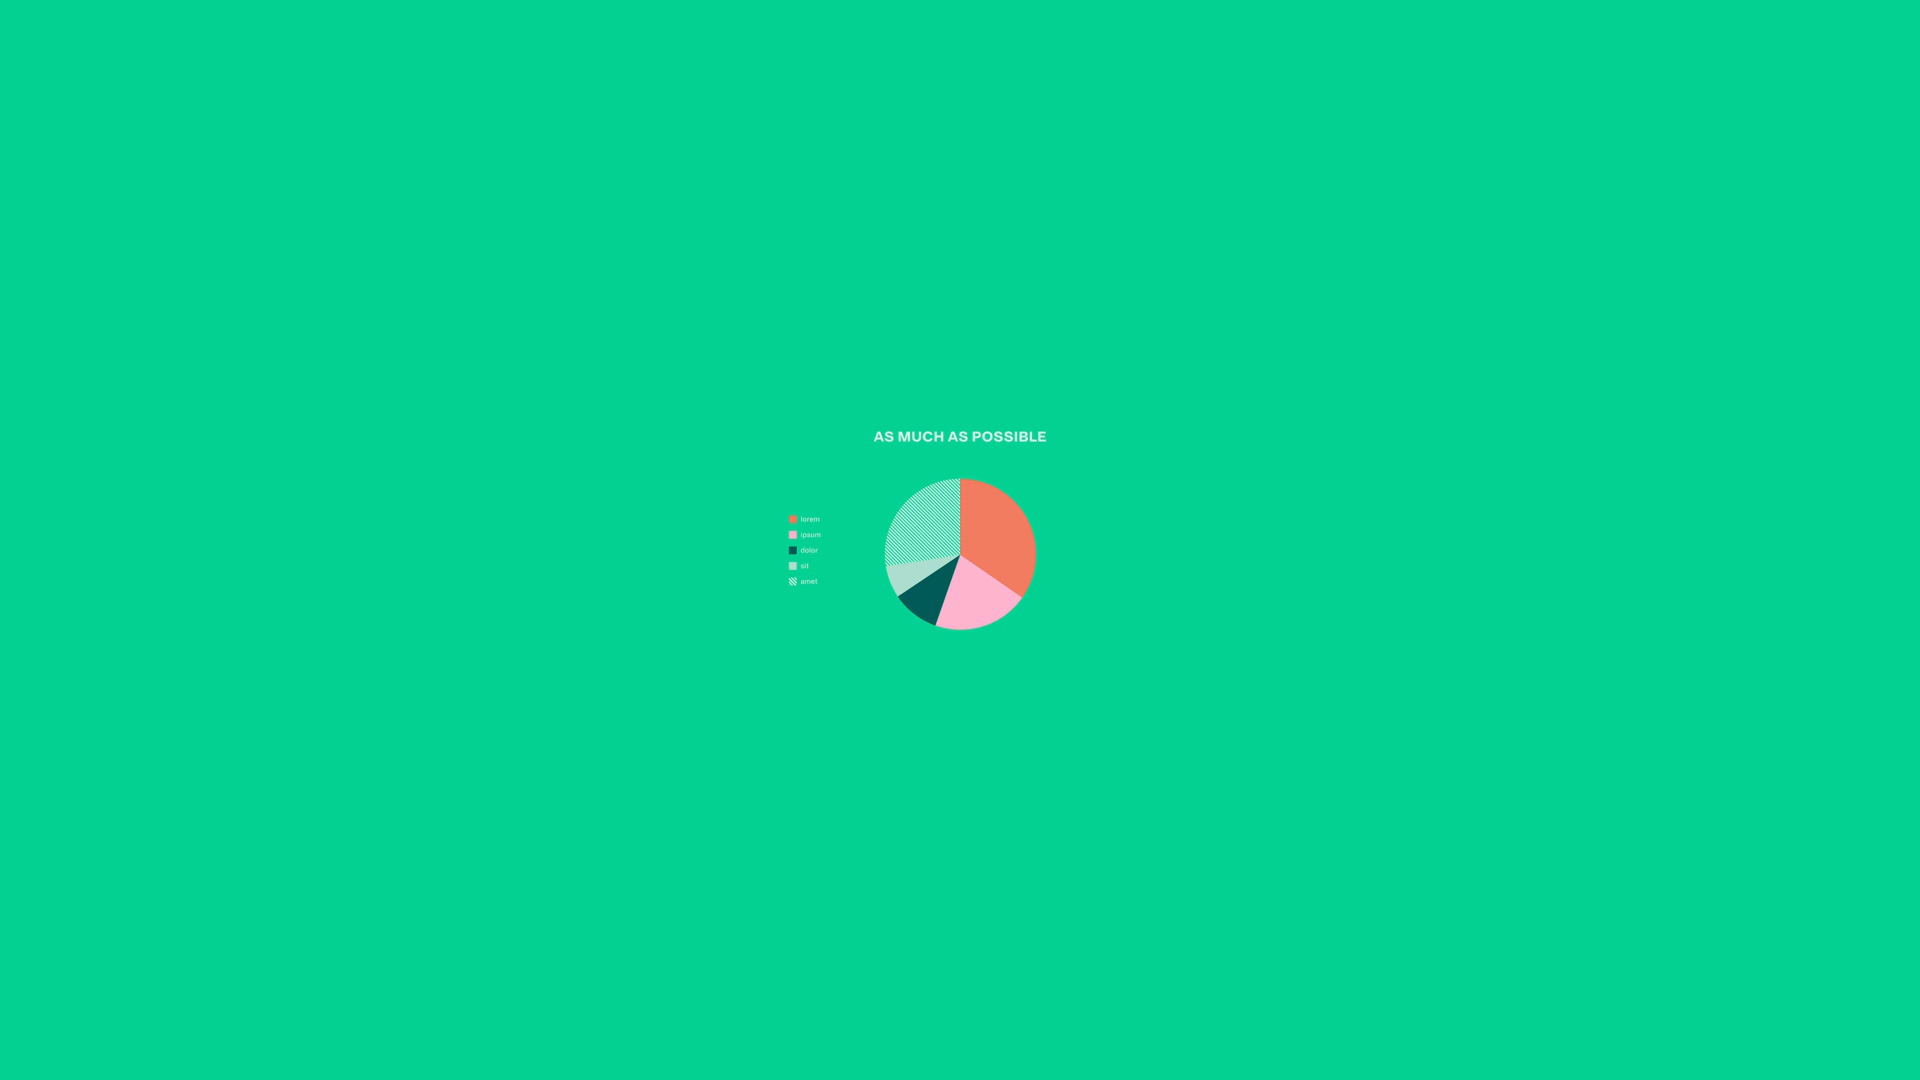 AS MUCH AS POSSIBLE
lorem
ipsum
dolor
sit
amet